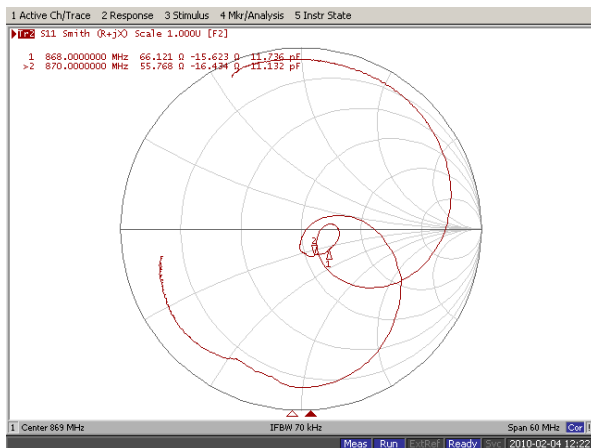 1 Active Ch/Trace 2 Response 3 Stimulus 4 Mkr/Analysis 5 Instr State
Tr2 S11 Smith (R+jX) Scale 1.000U [F2]
1 868.0000000 MHz 66.121 Ω -15.623 Ω 11.736 pF
>2 870.0000000 MHz 55.768 Ω -16.434 Ω 11.132 pF
2
1
1 Center 869 MHz IFBW 70 kHz Span 60 MHz Cor !
Meas Run ExtRef Ready Svc 2010-02-04 12:22